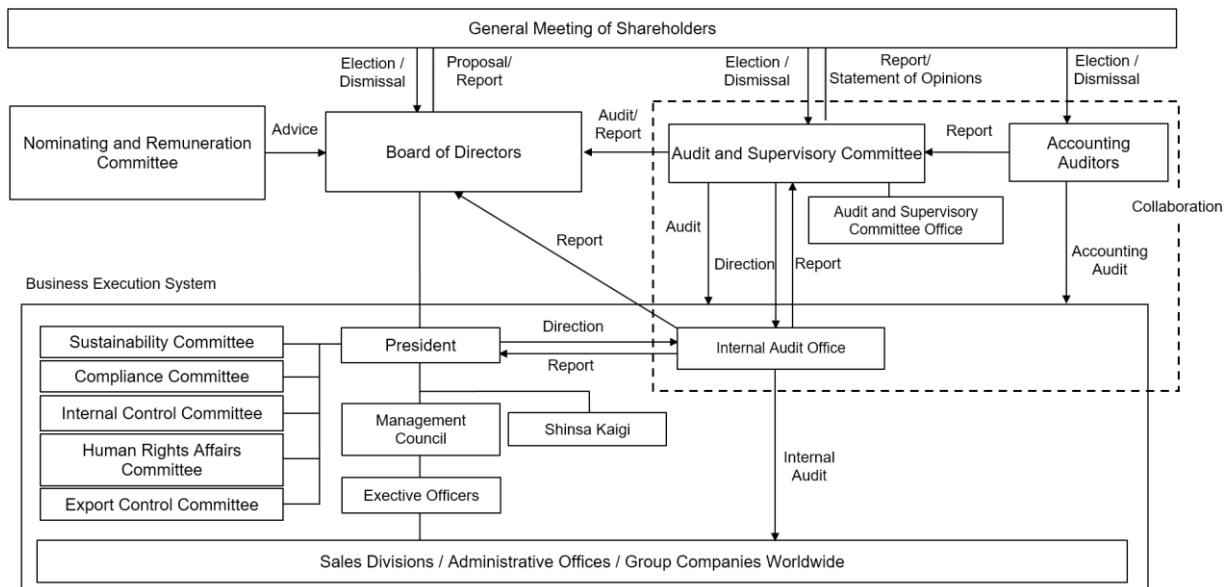 General Meeting of Shareholders
Election /
Dismissal
Proposal/
Report
Election /
Dismissal
Report/
Statement of Opinions
Election /
Dismissal
Nominating and Remuneration
Committee
Advice
Board of Directors
Audit/
Report
Audit and Supervisory Committee
Report
Accounting
Auditors
Audit and Supervisory
Committee Office
Collaboration
Audit
Report
Direction
Report
Accounting
Audit
Business Execution System
Sustainability Committee
Compliance Committee
Internal Control Committee
Human Rights Affairs
Committee
Export Control Committee
President
Direction
Report
Internal Audit Office
Management
Council
Shinsa Kaigi
Internal
Audit
Exective Officers
Sales Divisions / Administrative Offices / Group Companies Worldwide